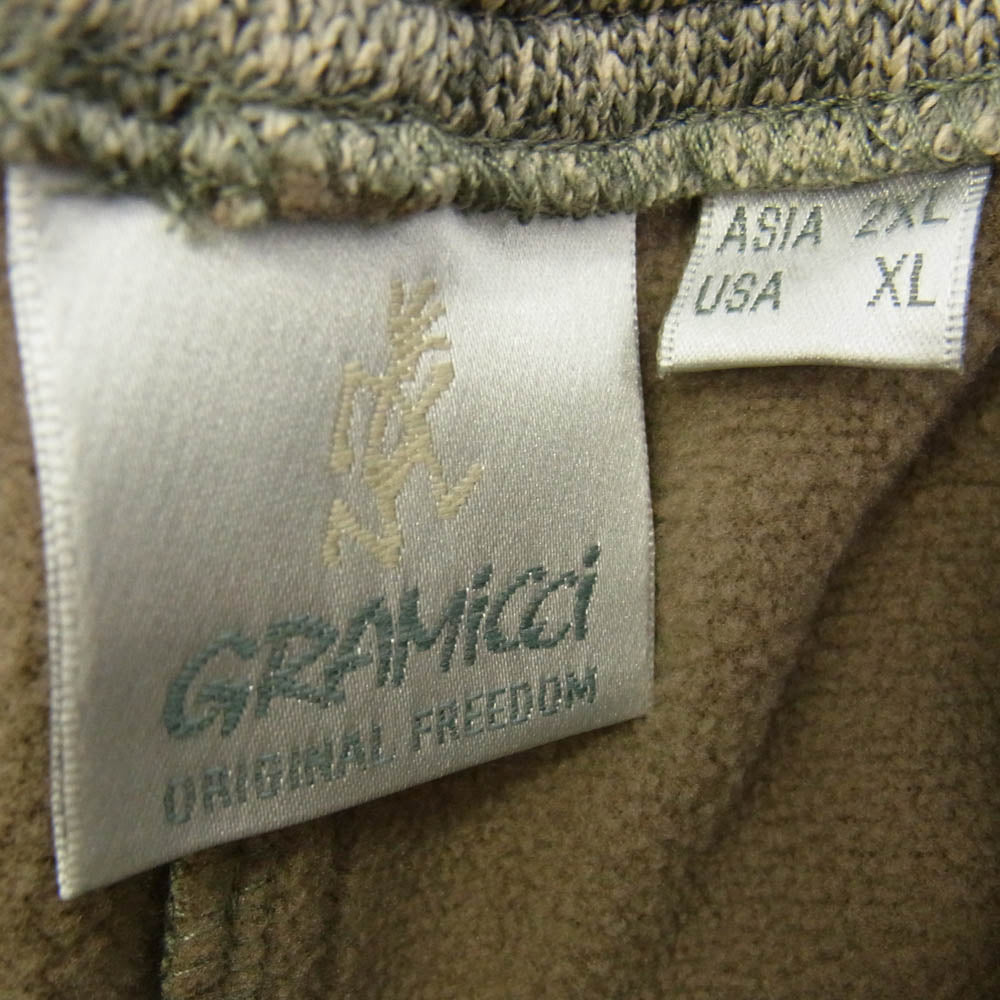 GRAMiCCi
ORIGINAL FREEDOM
ASIA 2XL
USA XL